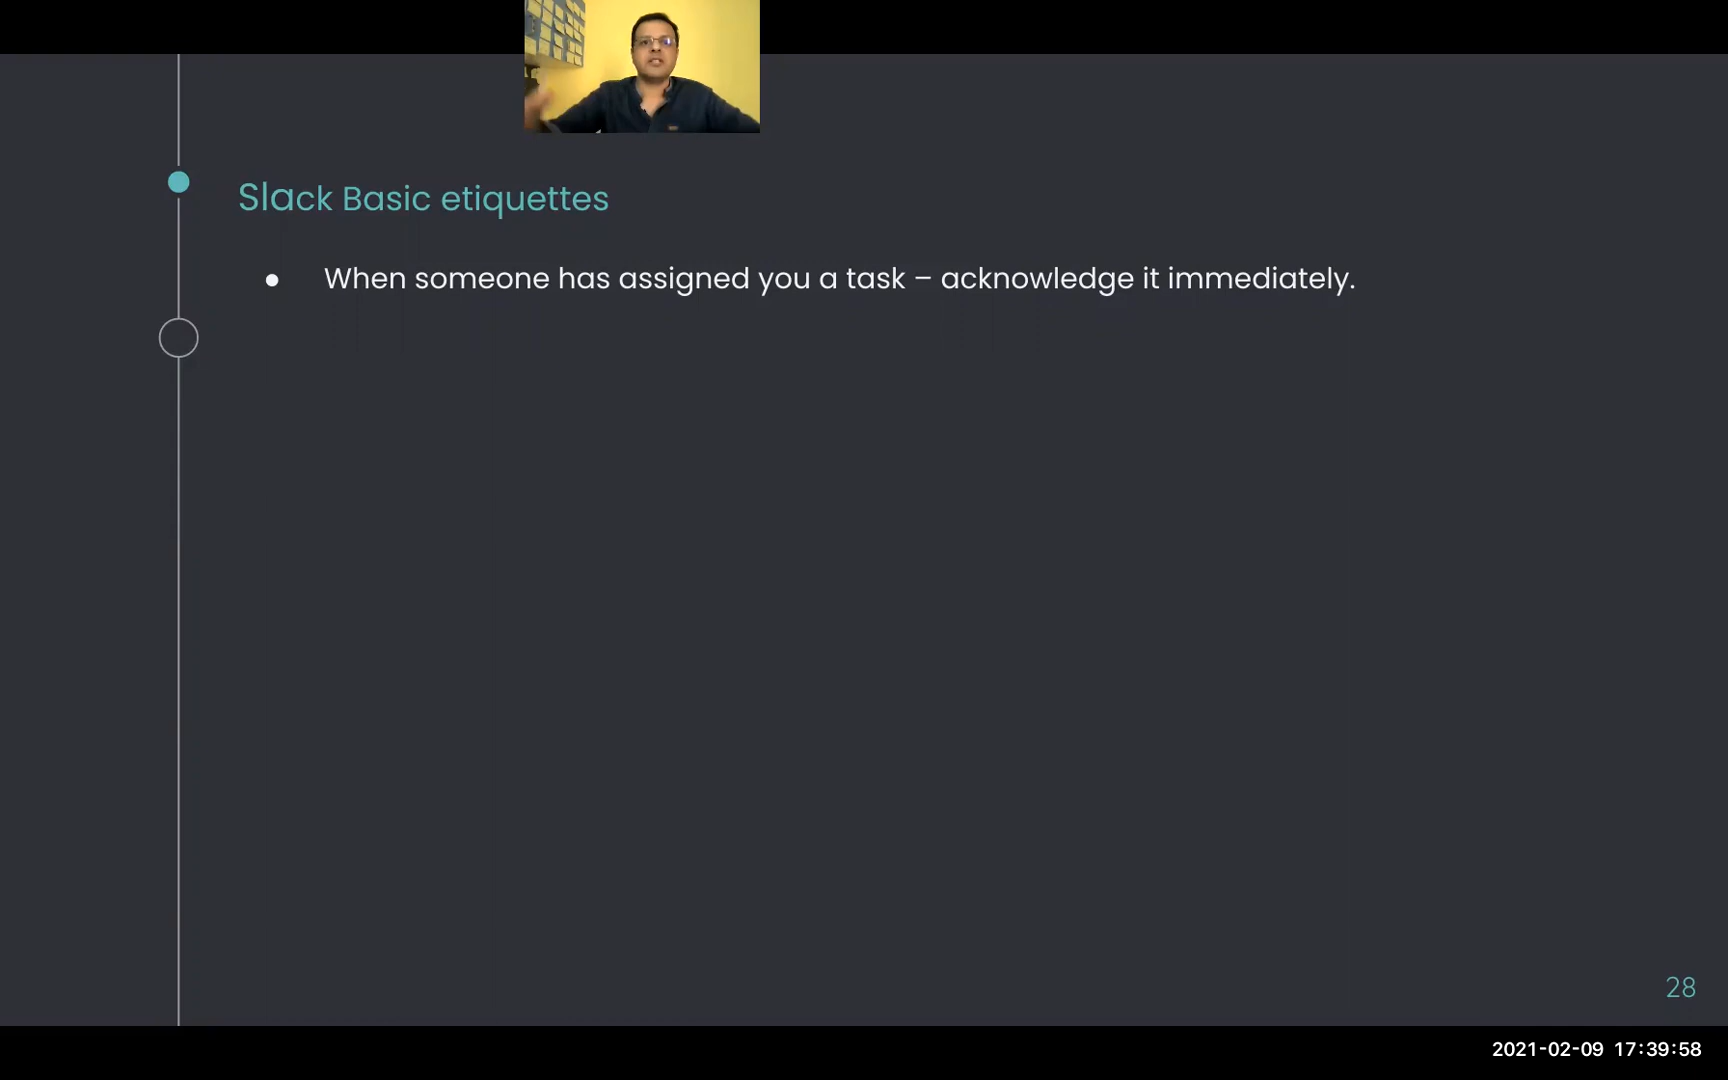 Slack Basic etiquettes
● When someone has assigned you a task – acknowledge it immediately.
28
2021-02-09 17:39:58